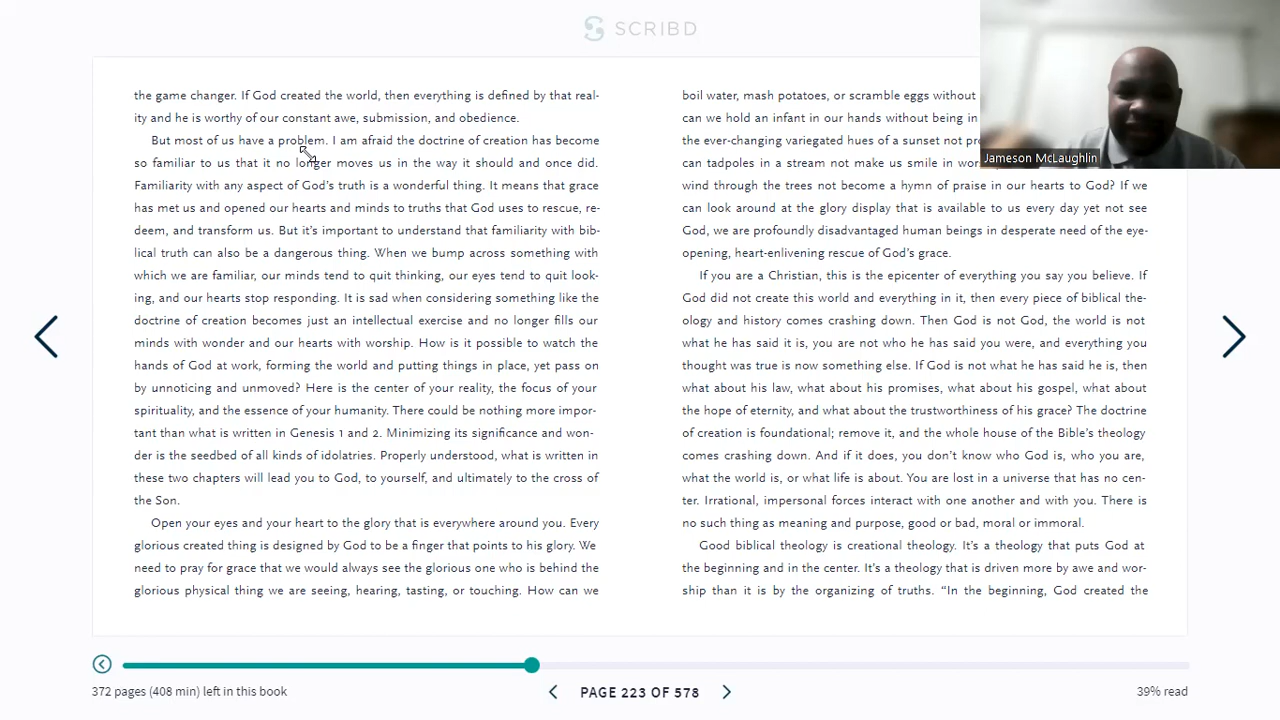 SCRIBD
the game changer. If God created the world, then everything is defined by that real-
ity and he is worthy of our constant awe, submission, and obedience.
But most of us have a problem. I am afraid the doctrine of creation has become
so familiar to us that it no longer moves us in the way it should and once did.
Familiarity with any aspect of God's truth is a wonderful thing. It means that grace
has met us and opened our hearts and minds to truths that God uses to rescue, re-
deem, and transform us. But it's important to understand that familiarity with bib-
lical truth can also be a dangerous thing. When we bump across something with
which we are familiar, our minds tend to quit thinking, our eyes tend to quit look-
ing, and our hearts stop responding. It is sad when considering something like the
doctrine of creation becomes just an intellectual exercise and no longer fills our
minds with wonder and our hearts with worship. How is it possible to watch the
hands of God at work, forming the world and putting things in place, yet pass on
by unnoticing and unmoved? Here is the center of your reality, the focus of your
spirituality, and the essence of your humanity. There could be nothing more impor-
tant than what is written in Genesis 1 and 2. Minimizing its significance and won-
der is the seedbed of all kinds of idolatries. Properly understood, what is written in
these two chapters will lead you to God, to yourself, and ultimately to the cross of
the Son.
Open your eyes and your heart to the glory that is everywhere around you. Every
glorious created thing is designed by God to be a finger that points to his glory. We
need to pray for grace that we would always see the glorious one who is behind the
glorious physical thing we are seeing, hearing, tasting, or touching. How can we
boil water, mash potatoes, or scramble eggs without
can we hold an infant in our hands without being in
the ever-changing variegated hues of a sunset not
can tadpoles in a stream not make us smile in
wind through the trees not become a hymn of praise in our hearts to God? If we
can look around at the glory display that is available to us every day yet not see
God, we are profoundly disadvantaged human beings in desperate need of the eye-
opening, heart-enlivening rescue of God's grace.
If you are a Christian, this is the epicenter of everything you say you believe. If
God did not create this world and everything in it, then every piece of biblical the-
ology and history comes crashing down. Then God is not God, the world is not
what he has said it is, you are not who he has said you were, and everything you
thought was true is now something else. If God is not what he has said he is, then
what about his law, what about his promises, what about his gospel, what about
the hope of eternity, and what about the trustworthiness of his grace? The doctrine
of creation is foundational; remove it, and the whole house of the Bible's theology
comes crashing down. And if it does, you don't know who God is, who you are,
what the world is, or what life is about. You are lost in a universe that has no cen-
ter. Irrational, impersonal forces interact with one another and with you. There is
no such thing as meaning and purpose, good or bad, moral or immoral.
Good biblical theology is creational theology. It's a theology that puts God at
the beginning and in the center. It's a theology that is driven more by awe and wor-
ship than it is by the organizing of truths. "In the beginning, God created the
Jameson McLaughlin
372 pages (408 min) left in this book
PAGE 223 OF 578
39% read